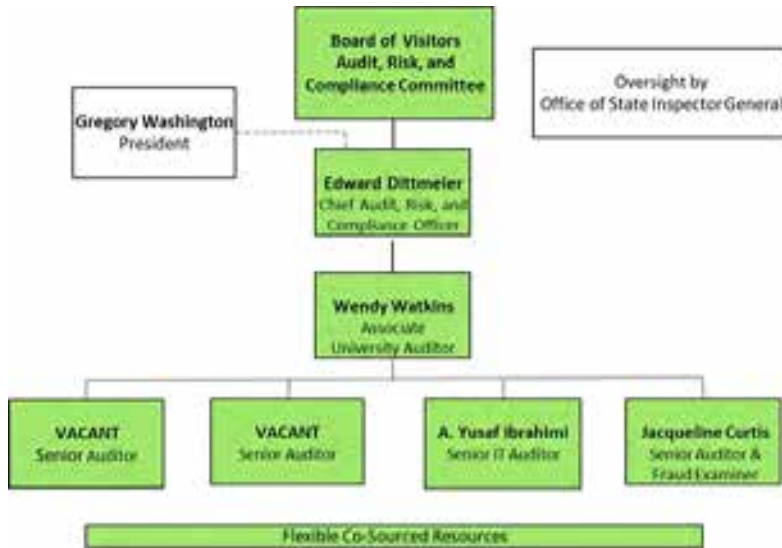 Board of Visitors
Audit, Risk, and
Compliance Committee
Oversight by
Office of State Inspector General
Gregory Washington
President
Edward Dittmeier
Chief Audit, Risk, and
Compliance Officer
Wendy Watkins
Associate
University Auditor
VACANT
Senior Auditor
VACANT
Senior Auditor
A. Yusaf Ibrahimi
Senior IT Auditor
Jacqueline Curtis
Senior Auditor &
Fraud Examiner
Flexible Co-Sourced Resources